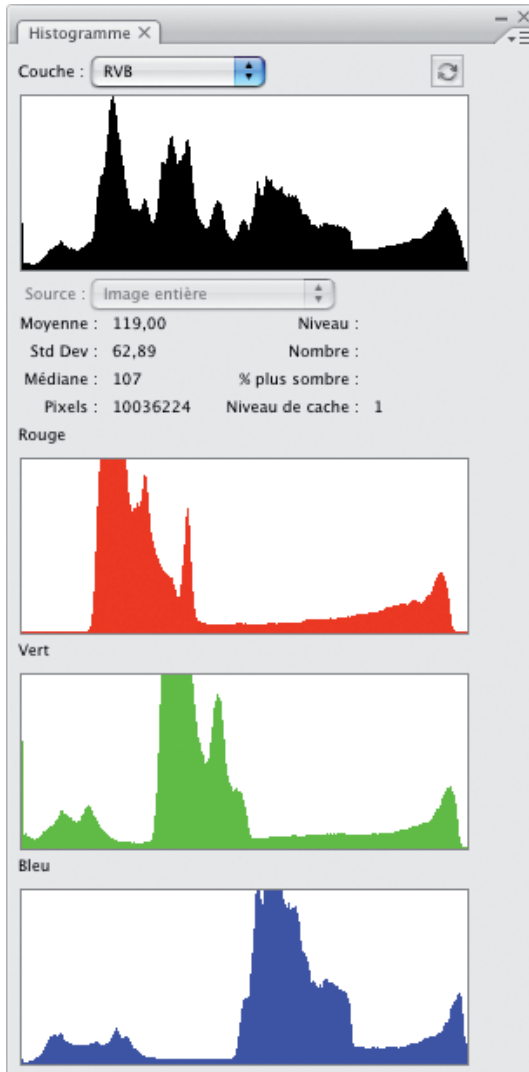 Histogramme
Couche : RVB
Source : Image entière
Moyenne : 119,00 Niveau :
Std Dev : 62,89 Nombre :
Médiane : 107 % plus sombre :
Pixels : 10036224 Niveau de cache : 1
Rouge
Vert
Bleu